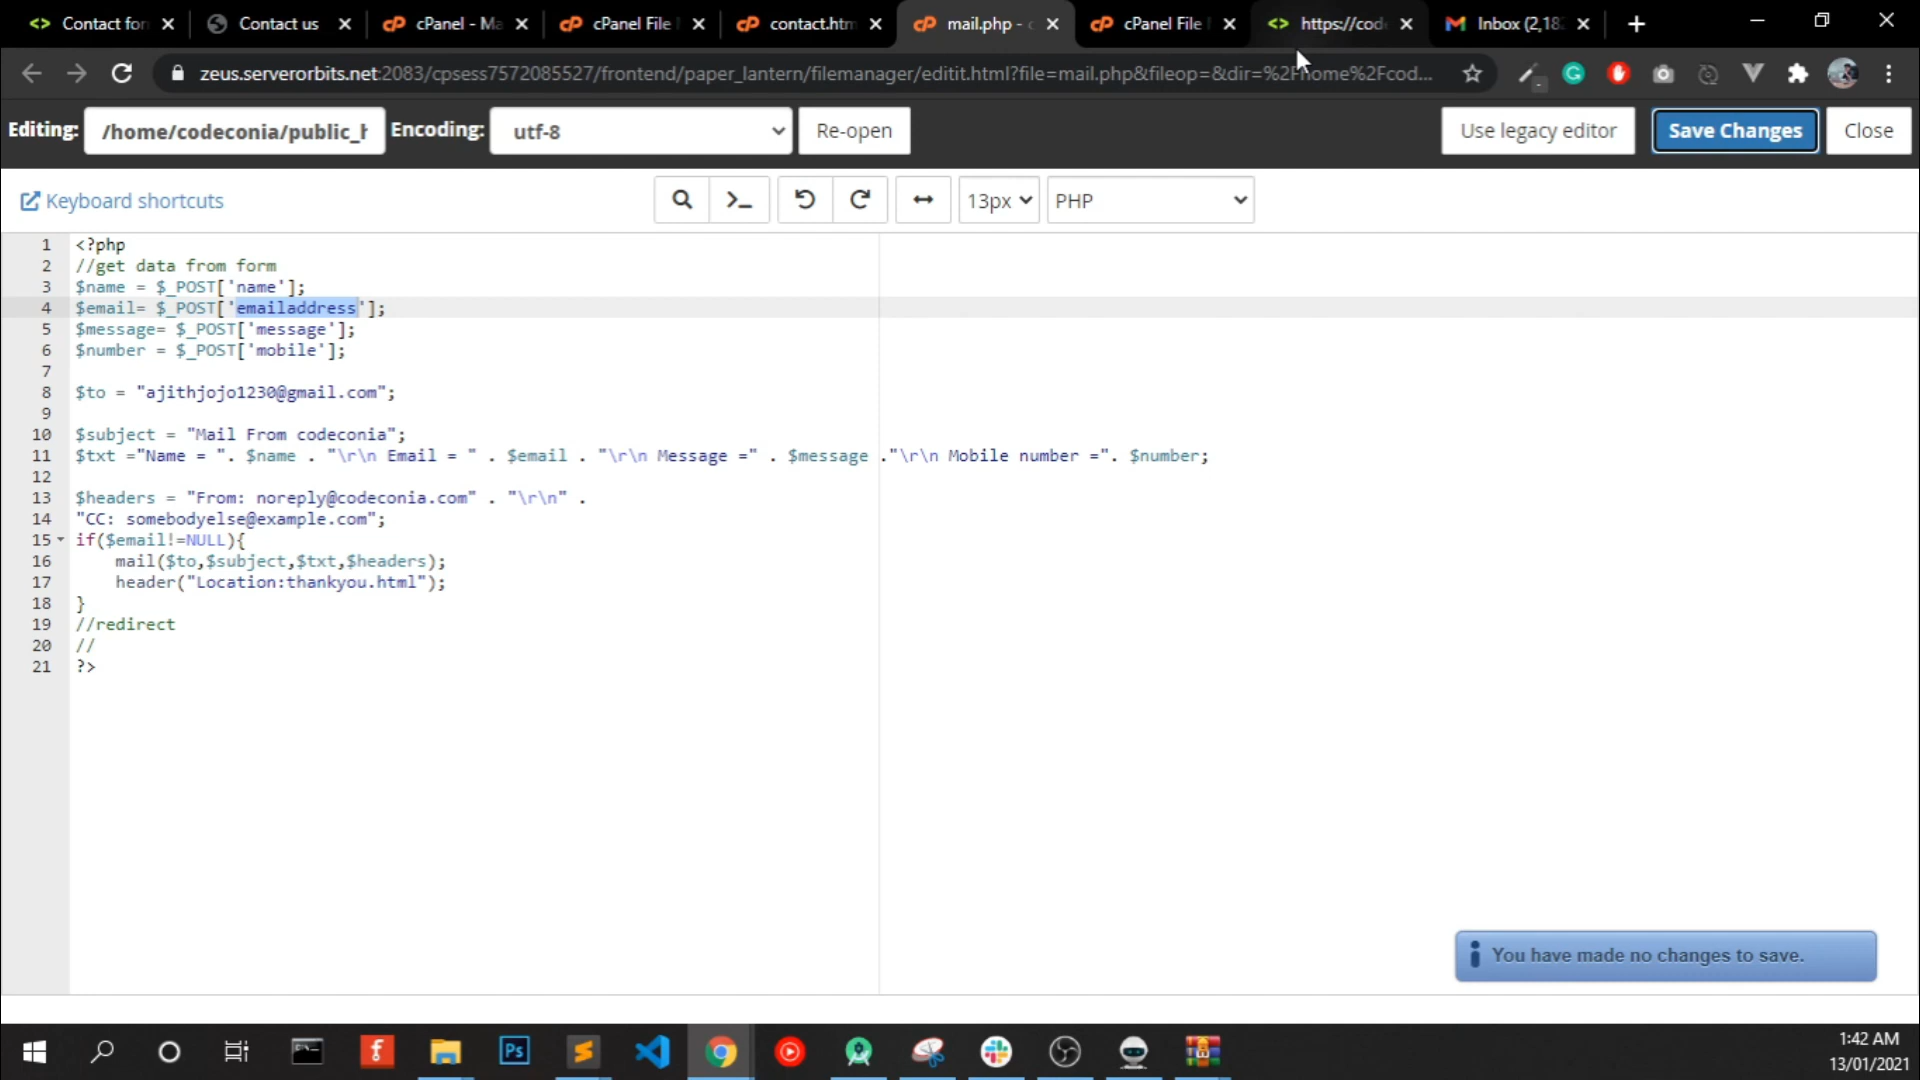 Contact for
Contact us
cPanel - Ma
cPanel File
contact.htm
mail.php - c
cPanel File
https://cod
Inbox (2,18
zeus.serverorbits.net:2083/cpsess7572085527/frontend/paper_lantern/filemanager/editit.html?file=mail.php&fileop=&dir=%2Fhome%2Fcod...
Editing: /home/codeconia/public_h Encoding: utf-8 Re-open Use legacy editor Save Changes Close
Keyboard shortcuts 13px PHP
1 <?php
2 //get data from form
3 $name = $_POST['name'];
4 $email= $_POST['emailaddress'];
5 $message= $_POST['message'];
6 $number = $_POST['mobile'];
7
8 $to = "ajithjojo1230@gmail.com";
9
10 $subject = "Mail From codeconia";
11 $txt ="Name = ". $name . "\r\n Email = " . $email . "\r\n Message =" . $message ."\r\n Mobile number =". $number;
12
13 $headers = "From: noreply@codeconia.com" . "\r\n" .
14 "CC: somebodyelse@example.com";
15 if($email!=NULL){
16 mail($to,$subject,$txt,$headers);
17 header("Location:thankyou.html");
18 }
19 //redirect
20 //
21 ?>
You have made no changes to save.
Ps
1:42 AM
13/01/2021